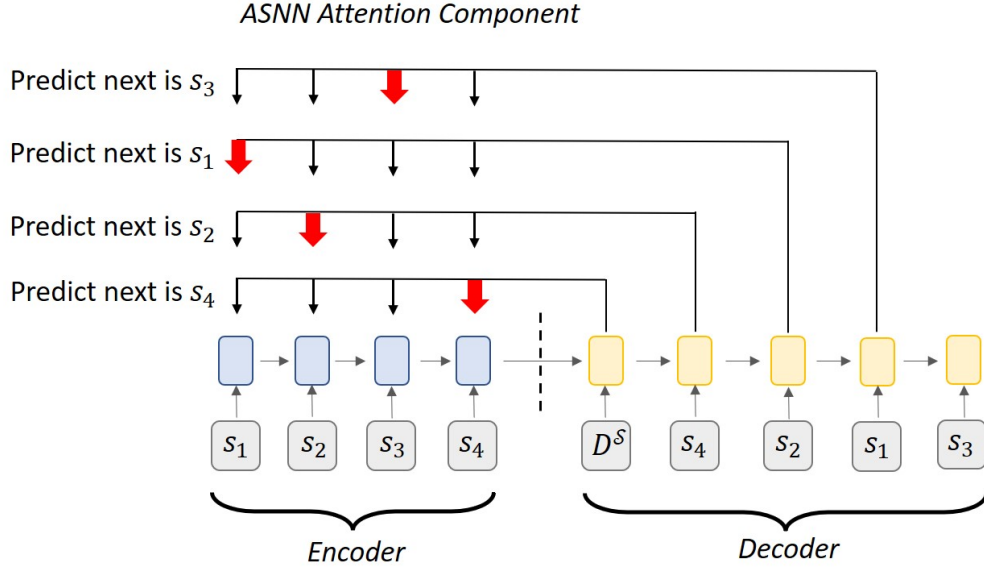 ASNN Attention Component
Predict next is s₃
Predict next is s₁
Predict next is s₂
Predict next is s₄
s₁ s₂ s₃ s₄ D^𝒮 s₄ s₂ s₁ s₃
Encoder Decoder